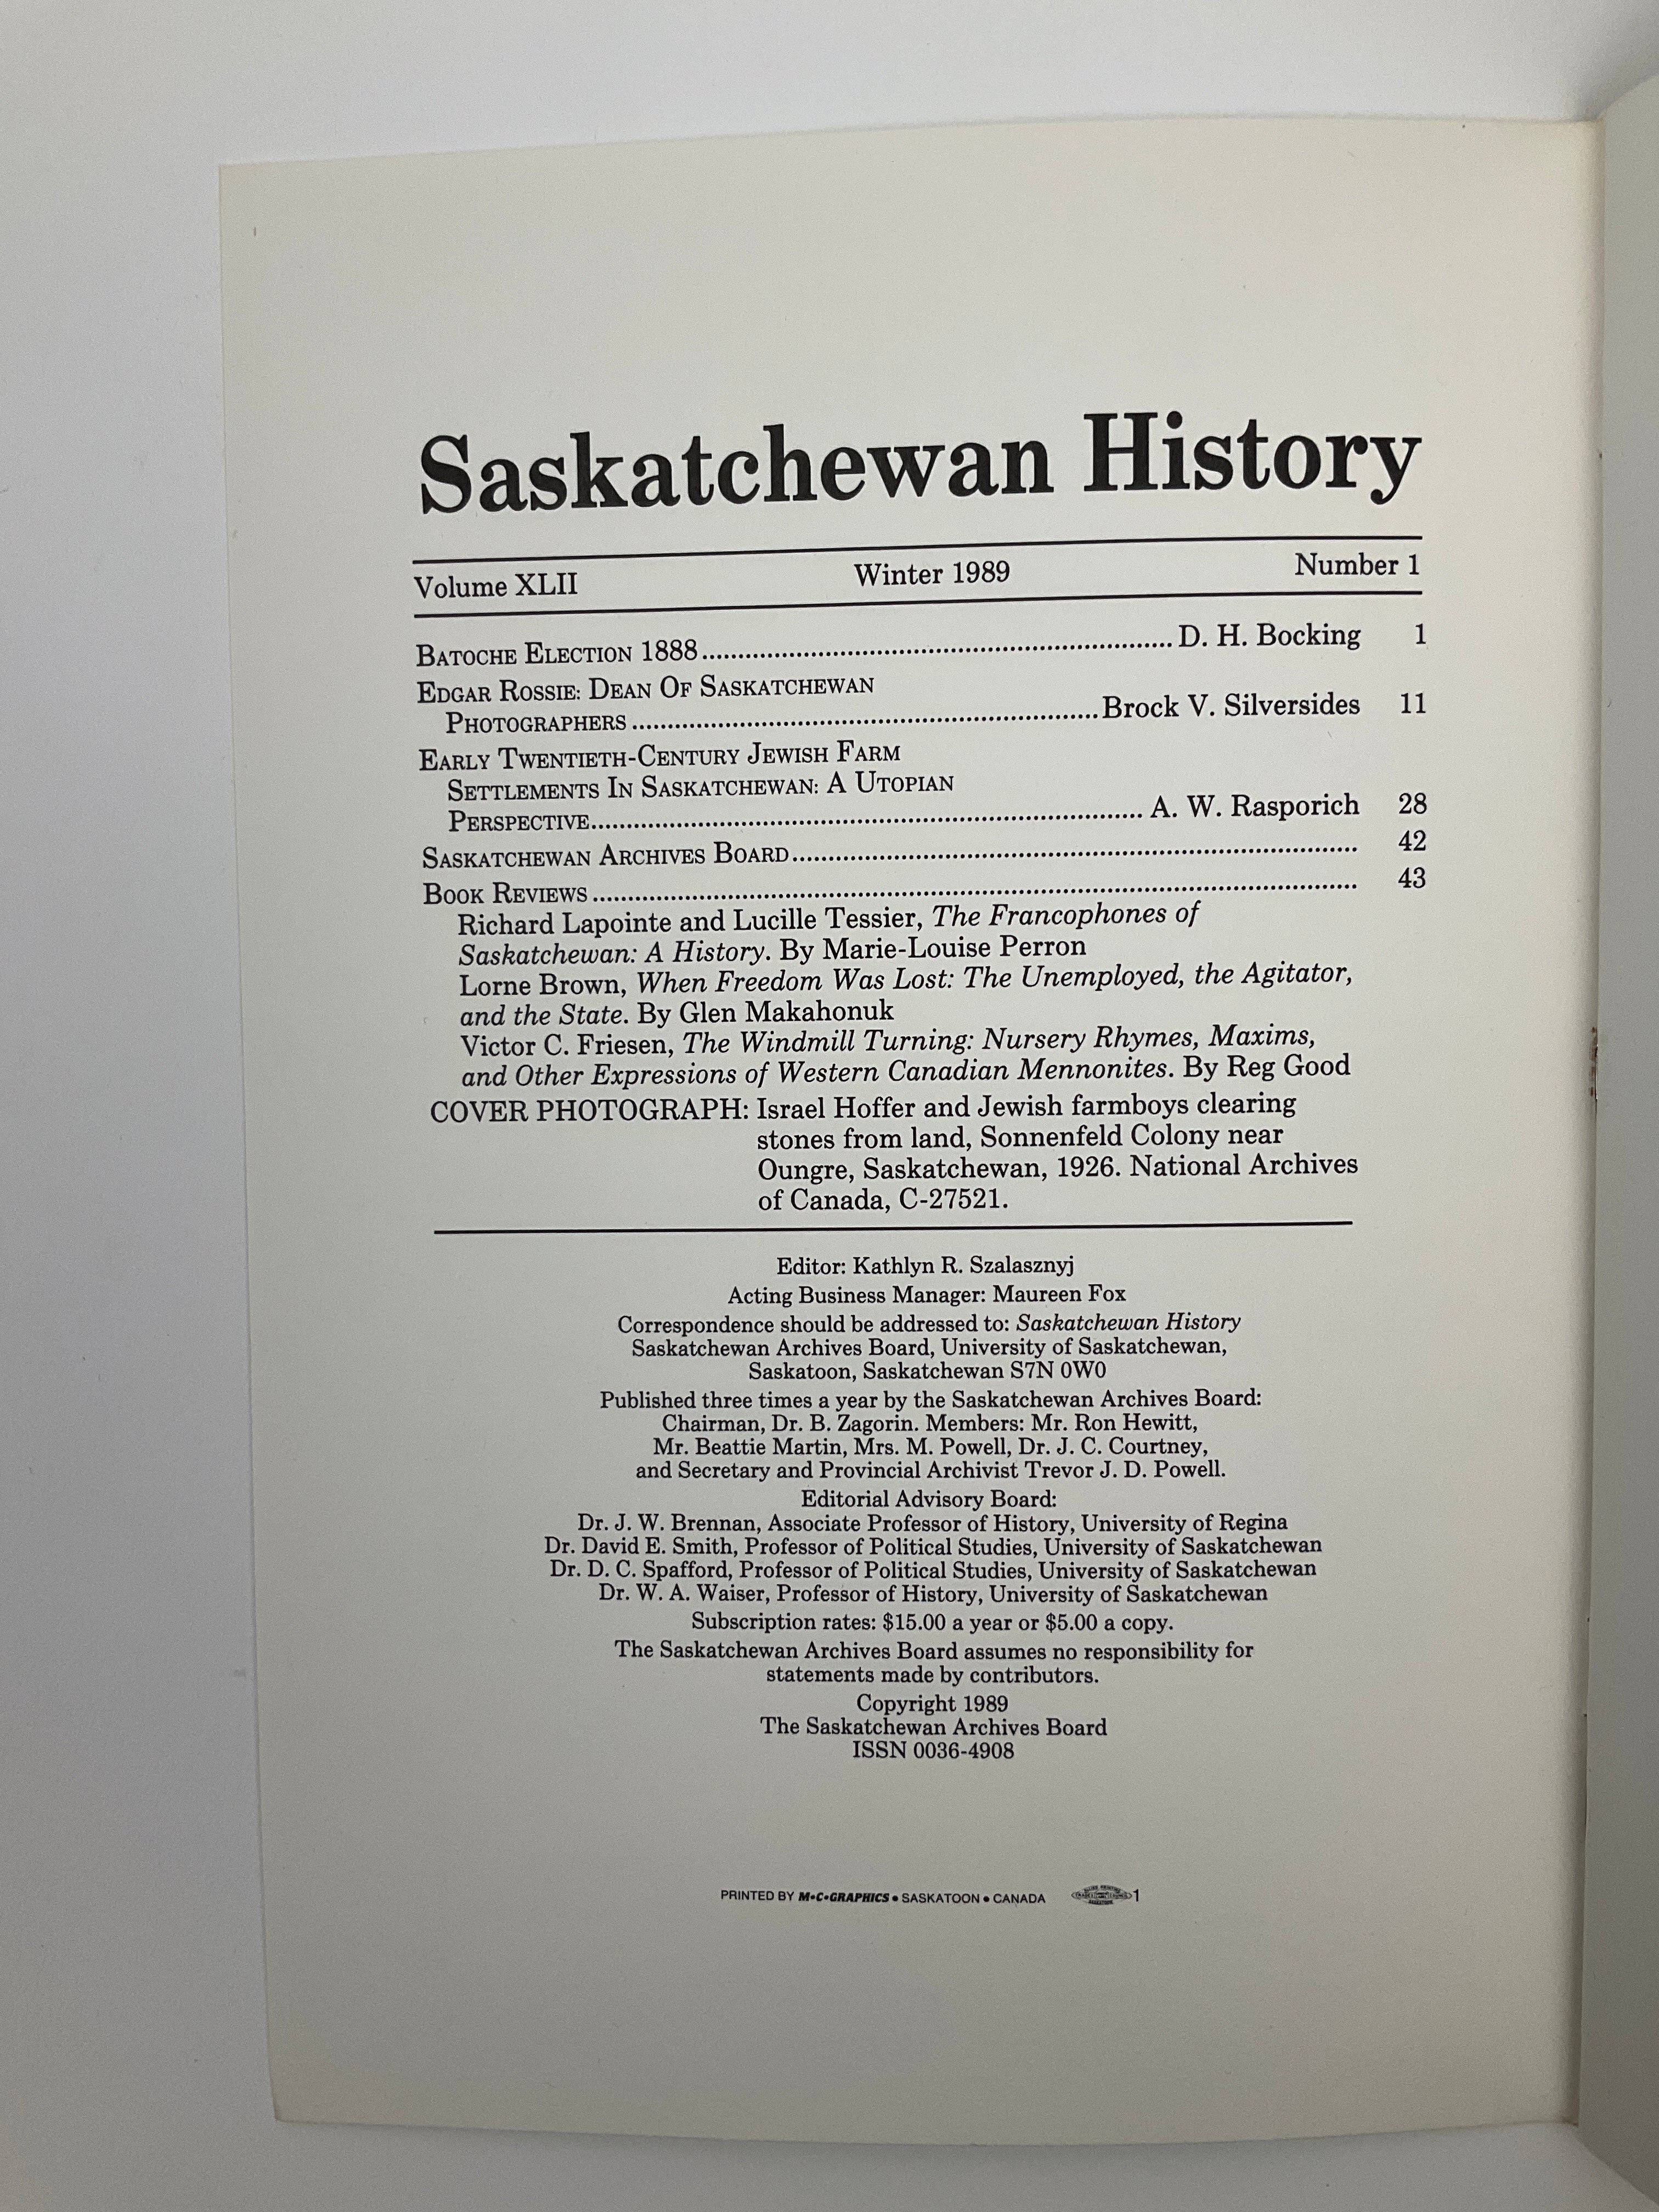 Saskatchewan History
Volume XLII Winter 1989 Number 1
BATOCHE ELECTION 1888 D. H. Bocking 1
EDGAR ROSSIE: DEAN OF SASKATCHEWAN
PHOTOGRAPHERS Brock V. Silversides 11
EARLY TWENTIETH-CENTURY JEWISH FARM
SETTLEMENTS IN SASKATCHEWAN: A UTOPIAN
PERSPECTIVE A. W. Rasporich 28
SASKATCHEWAN ARCHIVES BOARD 42
BOOK REVIEWS 43
Richard Lapointe and Lucille Tessier, The Francophones of
Saskatchewan: A History. By Marie-Louise Perron
Lorne Brown, When Freedom Was Lost: The Unemployed, the Agitator,
and the State. By Glen Makahonuk
Victor C. Friesen, The Windmill Turning: Nursery Rhymes, Maxims,
and Other Expressions of Western Canadian Mennonites. By Reg Good
COVER PHOTOGRAPH: Israel Hoffer and Jewish farmboys clearing
stones from land, Sonnenfeld Colony near
Oungre, Saskatchewan, 1926. National Archives
of Canada, C-27521.
Editor: Kathlyn R. Szalasznyj
Acting Business Manager: Maureen Fox
Correspondence should be addressed to: Saskatchewan History
Saskatchewan Archives Board, University of Saskatchewan,
Saskatoon, Saskatchewan S7N 0W0
Published three times a year by the Saskatchewan Archives Board:
Chairman, Dr. B. Zagorin. Members: Mr. Ron Hewitt,
Mr. Beattie Martin, Mrs. M. Powell, Dr. J. C. Courtney,
and Secretary and Provincial Archivist Trevor J. D. Powell.
Editorial Advisory Board:
Dr. J. W. Brennan, Associate Professor of History, University of Regina
Dr. David E. Smith, Professor of Political Studies, University of Saskatchewan
Dr. D. C. Spafford, Professor of Political Studies, University of Saskatchewan
Dr. W. A. Waiser, Professor of History, University of Saskatchewan
Subscription rates: $15.00 a year or $5.00 a copy.
The Saskatchewan Archives Board assumes no responsibility for
statements made by contributors.
Copyright 1989
The Saskatchewan Archives Board
ISSN 0036-4908
PRINTED BY M•C•GRAPHICS • SASKATOON • CANADA 1